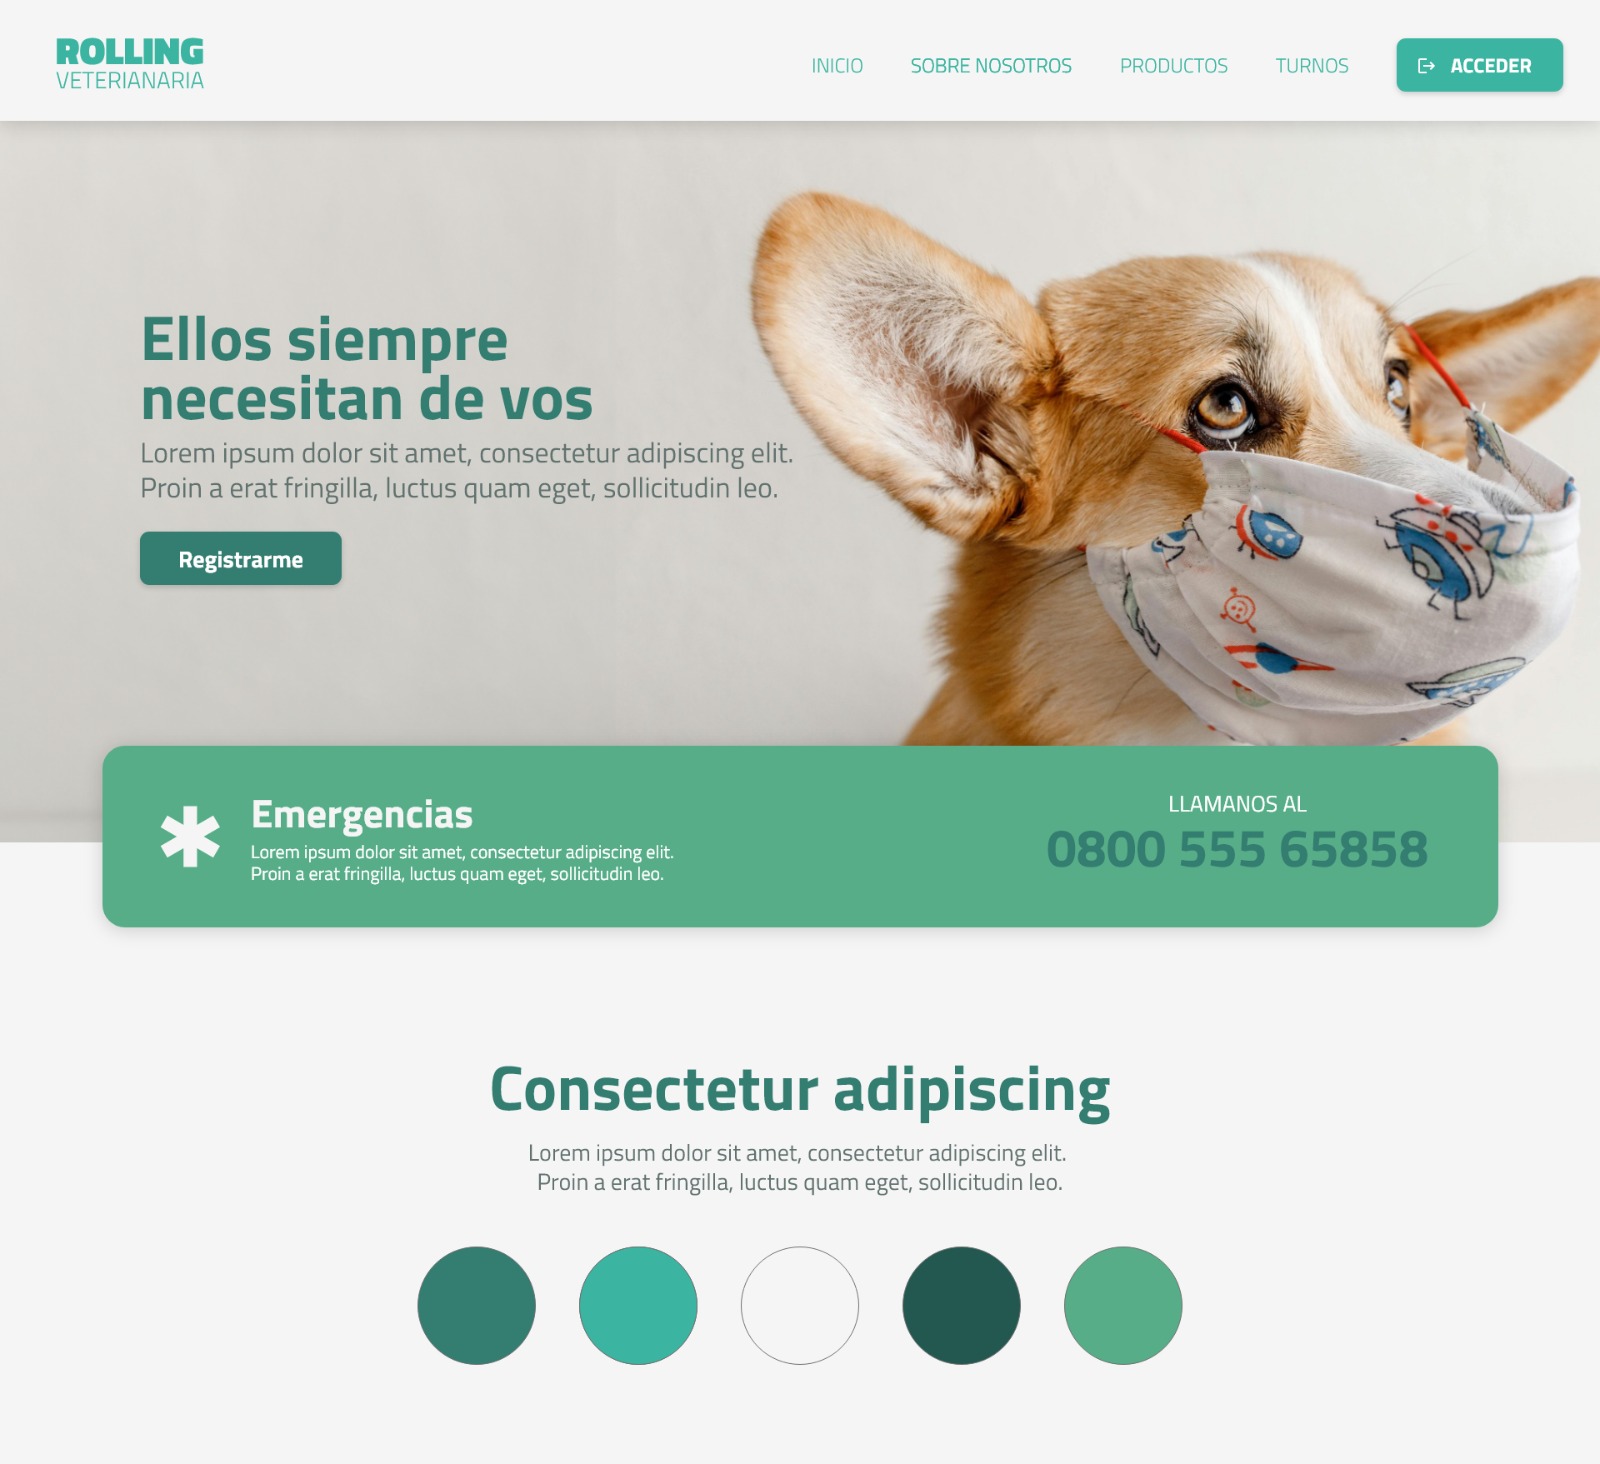 ROLLING
VETERIANARIA
INICIO
SOBRE NOSOTROS
PRODUCTOS
TURNOS
ACCEDER
Ellos siempre
necesitan de vos
Lorem ipsum dolor sit amet, consectetur adipiscing elit.
Proin a erat fringilla, luctus quam eget, sollicitudin leo.
Registrarme
Emergencias
Lorem ipsum dolor sit amet, consectetur adipiscing elit.
Proin a erat fringilla, luctus quam eget, sollicitudin leo.
LLAMANOS AL
0800 555 65858
Consectetur adipiscing
Lorem ipsum dolor sit amet, consectetur adipiscing elit.
Proin a erat fringilla, luctus quam eget, sollicitudin leo.